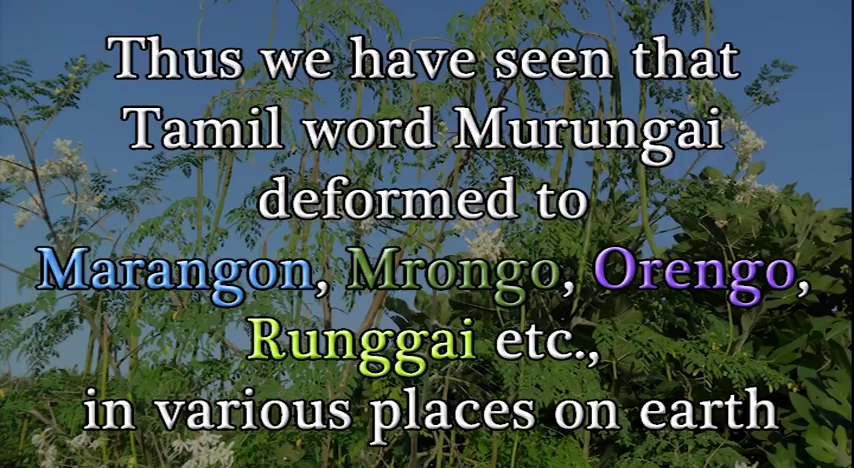 Thus we have seen that
Tamil word Murungai
deformed to
Marangon, Mrongo, Orengo,
Runggai etc.,
in various places on earth